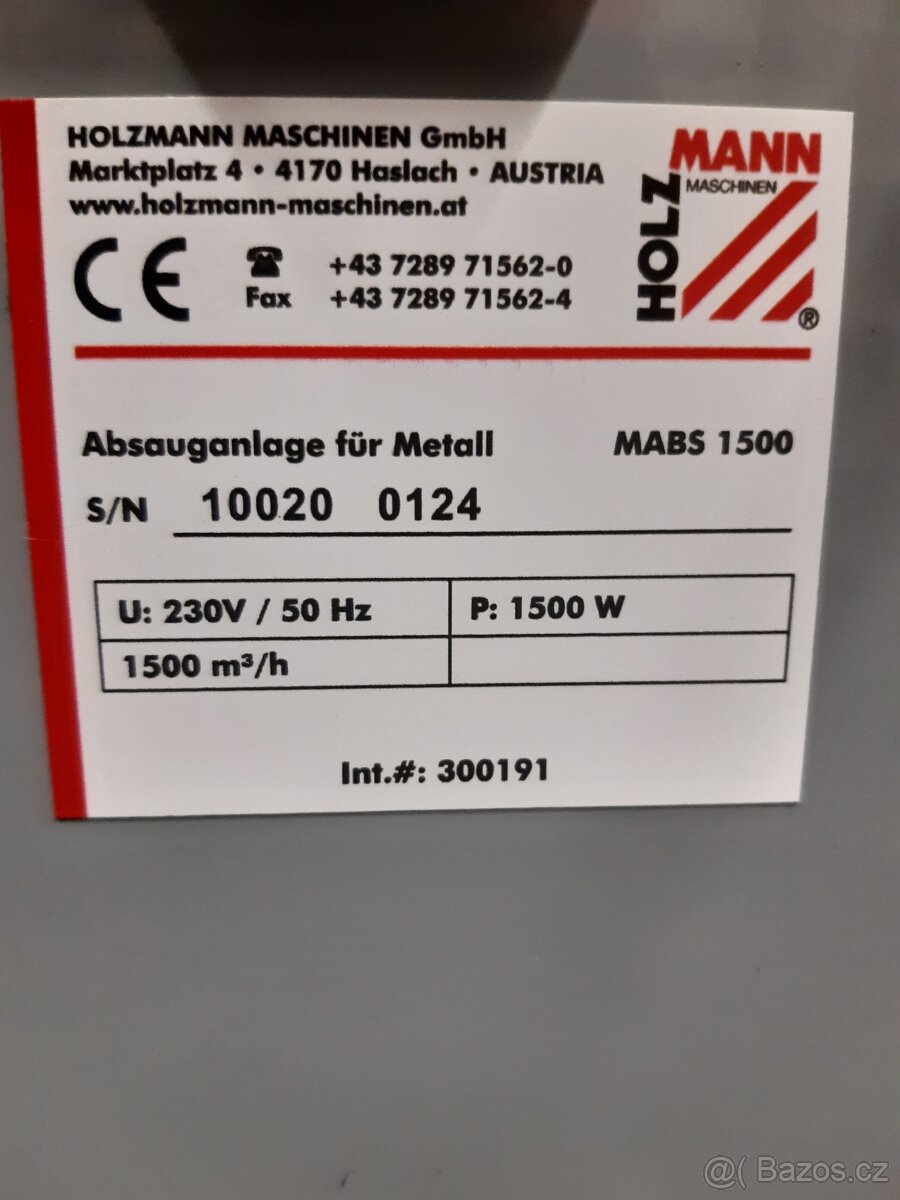 HOLZMANN MASCHINEN GmbH
Marktplatz 4 • 4170 Haslach • AUSTRIA
www.holzmann-maschinen.at
CE
+43 7289 71562-0
Fax +43 7289 71562-4
HOLZ
MANN
MASCHINEN
®
Absauganlage für Metall MABS 1500
S/N 10020 0124
U: 230V / 50 Hz P: 1500 W
1500 m³/h
Int.#: 300191
@( Bazos.cz